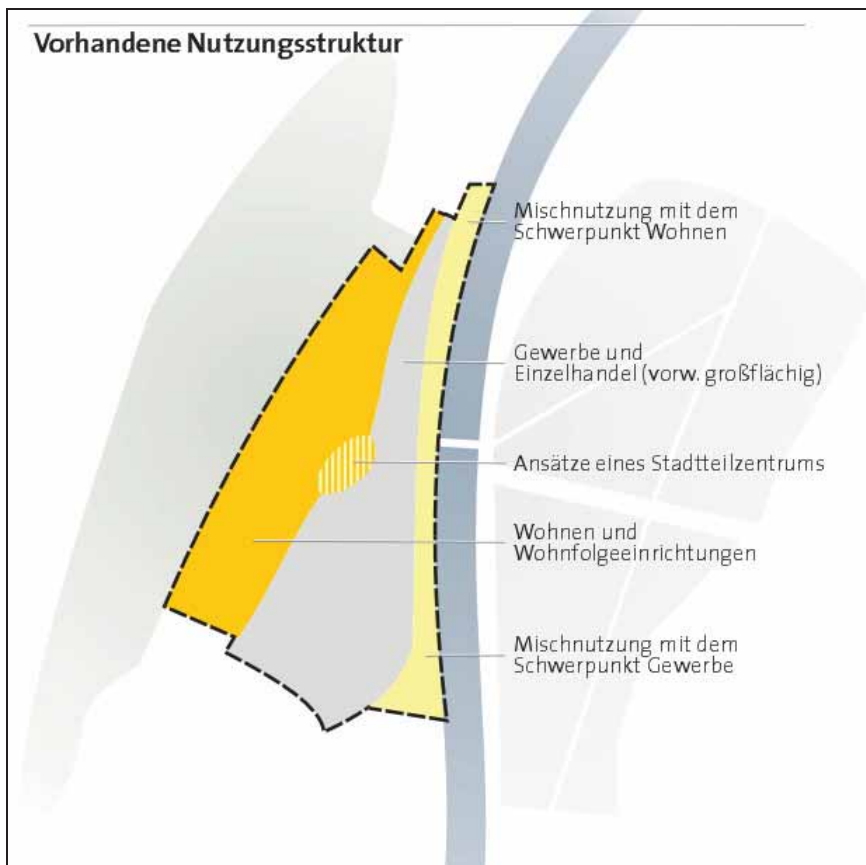 Vorhandene Nutzungsstruktur
Mischnutzung mit dem
Schwerpunkt Wohnen
Gewerbe und
Einzelhandel (vorw. großflächig)
Ansätze eines Stadtteilzentrums
Wohnen und
Wohnfolgeeinrichtungen
Mischnutzung mit dem
Schwerpunkt Gewerbe